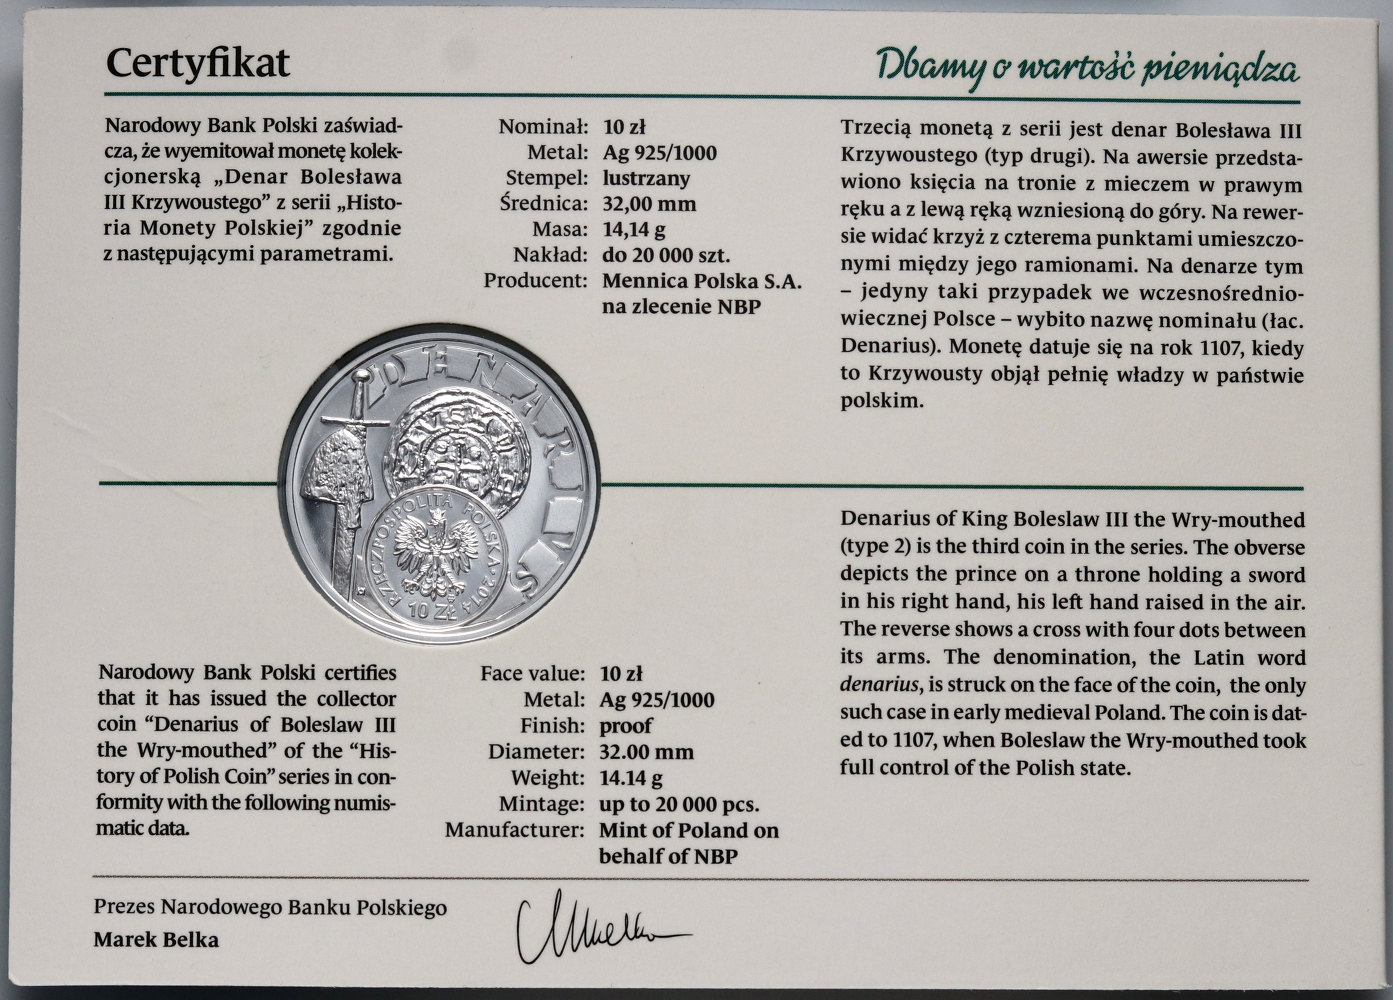 Certyfikat
Dbamy o wartość pieniądza
Narodowy Bank Polski zaświad-
cza, że wyemitował monetę kolek-
cjonerską „Denar Bolesława
III Krzywoustego” z serii „Histo-
ria Monety Polskiej” zgodnie
z następującymi parametrami.
Nominał: 10 zł
Metal: Ag 925/1000
Stempel: lustrzany
Średnica: 32,00 mm
Masa: 14,14 g
Nakład: do 20 000 szt.
Producent: Mennica Polska S.A.
na zlecenie NBP
Trzecią monetą z serii jest denar Bolesława III
Krzywoustego (typ drugi). Na awersie przedsta-
wiono księcia na tronie z mieczem w prawym
ręku a z lewą ręką wzniesioną do góry. Na rewer-
sie widać krzyż z czterema punktami umieszczo-
nymi między jego ramionami. Na denarze tym
– jedyny taki przypadek we wczesnośrednio-
wiecznej Polsce – wybito nazwę nominału (łac.
Denarius). Monetę datuje się na rok 1107, kiedy
to Krzywousty objął pełnię władzy w państwie
polskim.
DENARIUS
RZECZPOSPOLITA POLSKA · 2014
10 ZŁ
Narodowy Bank Polski certifies
that it has issued the collector
coin “Denarius of Boleslaw III
the Wry-mouthed” of the “His-
tory of Polish Coin” series in con-
formity with the following numis-
matic data.
Face value: 10 zł
Metal: Ag 925/1000
Finish: proof
Diameter: 32.00 mm
Weight: 14.14 g
Mintage: up to 20 000 pcs.
Manufacturer: Mint of Poland on
behalf of NBP
Denarius of King Boleslaw III the Wry-mouthed
(type 2) is the third coin in the series. The obverse
depicts the prince on a throne holding a sword
in his right hand, his left hand raised in the air.
The reverse shows a cross with four dots between
its arms. The denomination, the Latin word
denarius, is struck on the face of the coin, the only
such case in early medieval Poland. The coin is dat-
ed to 1107, when Boleslaw the Wry-mouthed took
full control of the Polish state.
Prezes Narodowego Banku Polskiego
Marek Belka